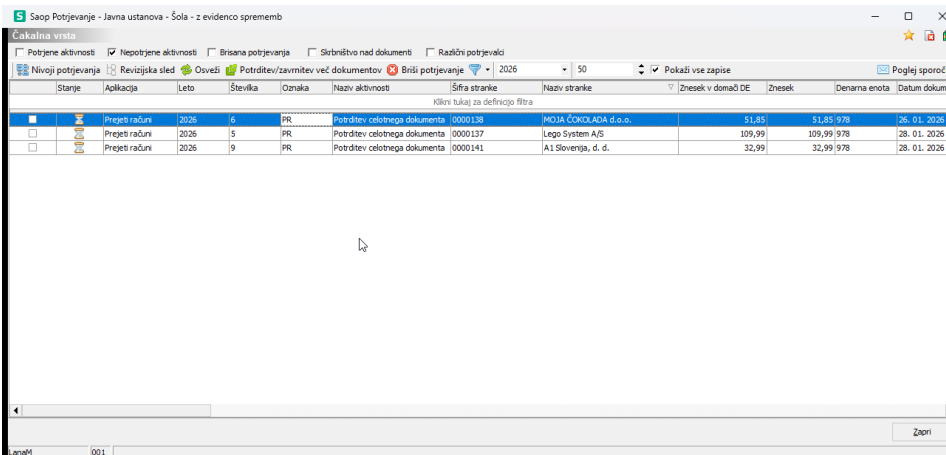 Saop Potrjevanje - Javna ustanova - Šola - z evidenco sprememb
Čakalna vrsta
Potrjene aktivnosti Nepotrjene aktivnosti Brisana potrjevanja Skrbništvo nad dokumenti Različni potrjevalci
Nivoji potrjevanja Revizijska sled Osveži Potrditev/zavrnitev več dokumentov Briši potrjevanje 2026 50 Pokaži vse zapise Poglej sporoč
Stanje Aplikacija Leto Številka Oznaka Naziv aktivnosti Šifra stranke Naziv stranke Znesek v domači DE Znesek Denarna enota Datum dokum
Klikni tukaj za definicijo filtra
Prejeti računi 2026 6 PR Potrditev celotnega dokumenta 0000138 MOJA ČOKOLADA d.o.o. 51,85 51,85 978 26. 01. 2026
Prejeti računi 2026 5 PR Potrditev celotnega dokumenta 0000137 Lego System A/S 109,99 109,99 978 28. 01. 2026
Prejeti računi 2026 9 PR Potrditev celotnega dokumenta 0000141 A1 Slovenija, d. d. 32,99 32,99 978 28. 01. 2026
Zapri
LanaM 001